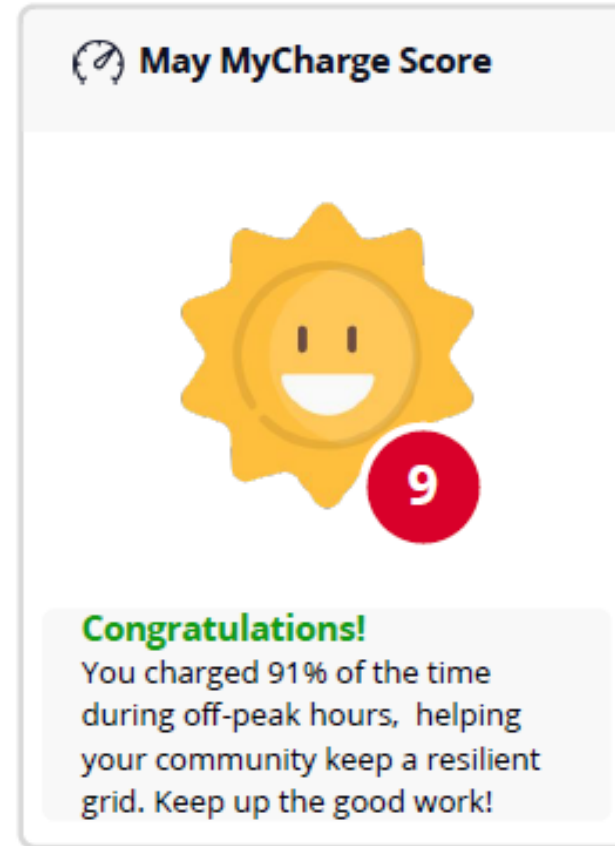 May MyCharge Score
9
Congratulations!
You charged 91% of the time
during off-peak hours,  helping
your community keep a resilient
grid. Keep up the good work!